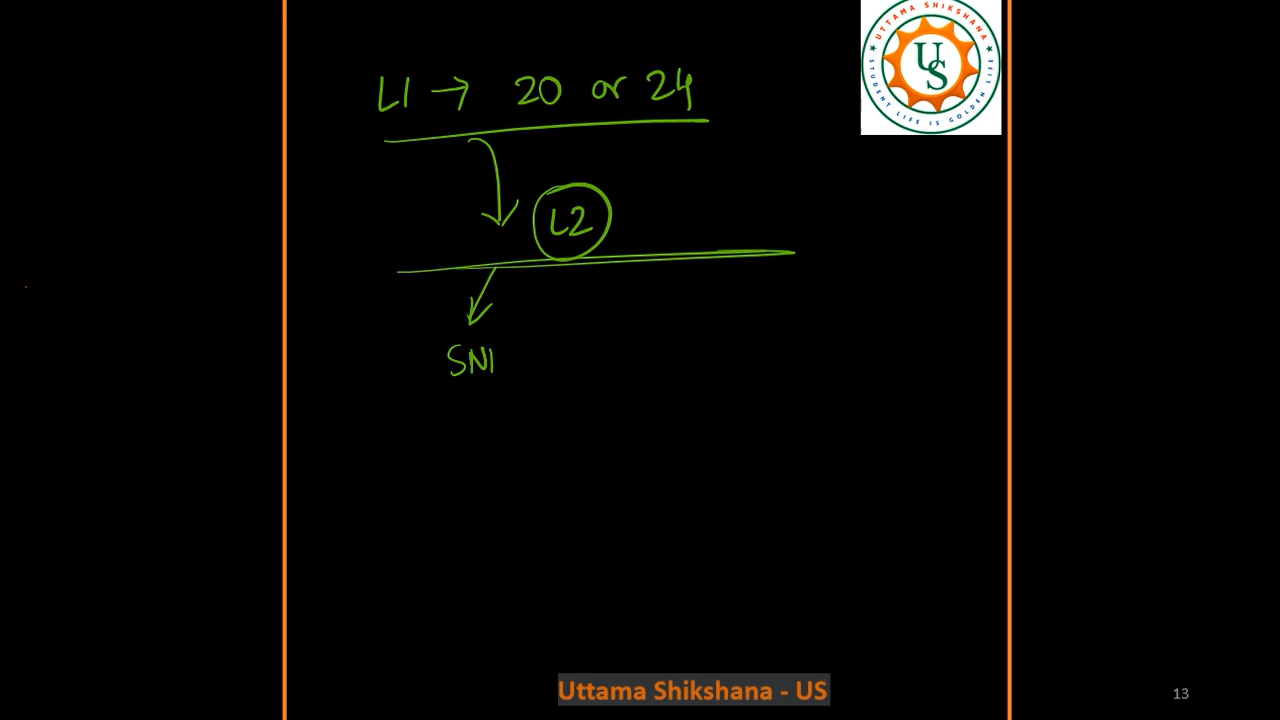 UTTAMA SHIKSHANA
US
STUDENT LIFE IS GOLDEN LIFE
L1 → 20 or 24
L2
SN1
Uttama Shikshana - US
13